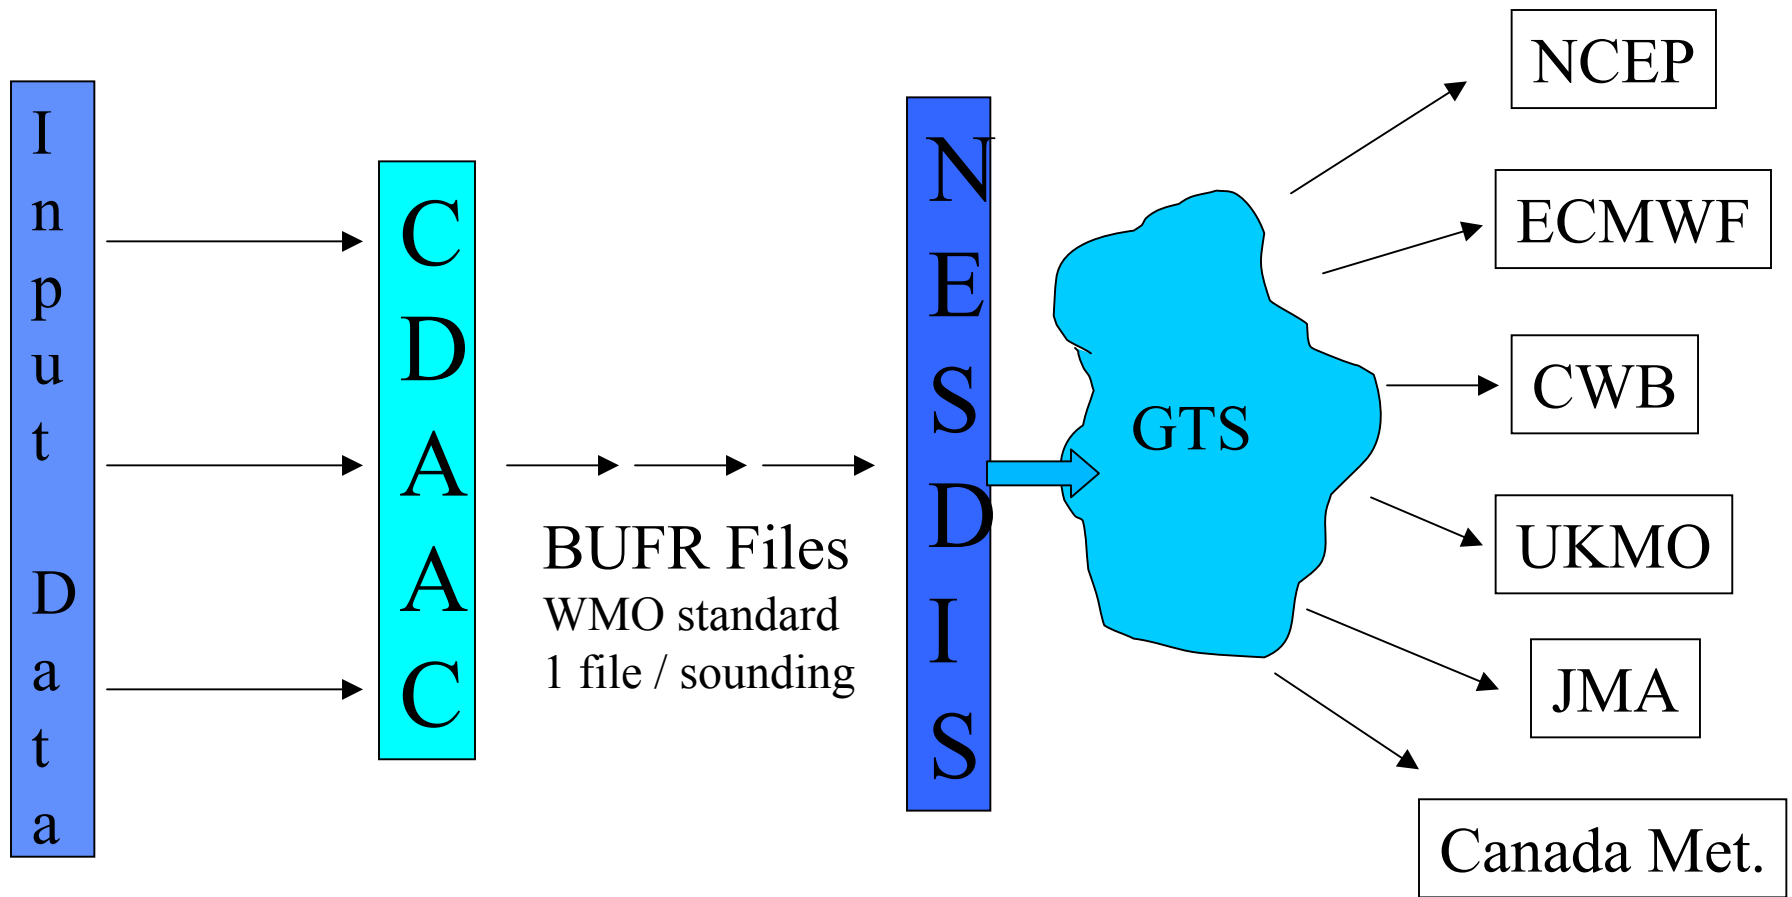 Input Data
CDAAC
BUFR Files
WMO standard
1 file / sounding
NESDIS
GTS
NCEP
ECMWF
CWB
UKMO
JMA
Canada Met.